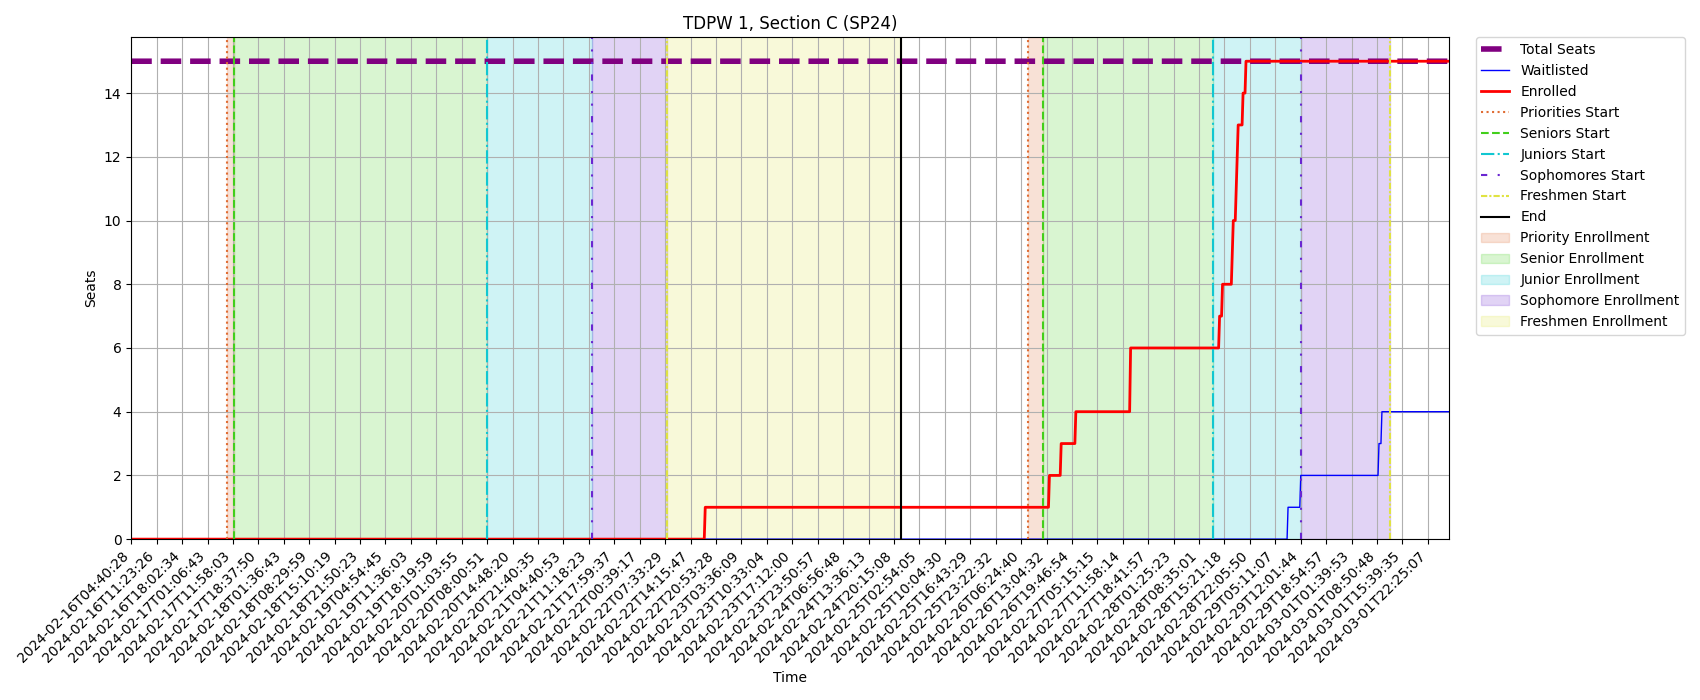 TDPW 1, Section C (SP24)
Seats
14
12
10
8
6
4
2
0
2024-02-16T04:40:28
2024-02-16T11:23:26
2024-02-16T18:02:34
2024-02-17T01:06:43
2024-02-17T11:58:03
2024-02-17T18:37:50
2024-02-18T01:36:43
2024-02-18T08:29:59
2024-02-18T15:10:19
2024-02-18T21:50:23
2024-02-19T04:54:45
2024-02-19T11:36:03
2024-02-19T18:19:59
2024-02-20T01:03:55
2024-02-20T08:00:51
2024-02-20T14:48:20
2024-02-20T21:40:35
2024-02-21T04:40:53
2024-02-21T11:18:23
2024-02-21T17:59:37
2024-02-22T00:39:17
2024-02-22T07:33:29
2024-02-22T14:15:47
2024-02-22T20:53:28
2024-02-23T03:36:09
2024-02-23T10:33:04
2024-02-23T17:12:00
2024-02-23T23:50:57
2024-02-24T06:56:48
2024-02-24T13:36:13
2024-02-24T20:15:08
2024-02-25T02:54:05
2024-02-25T10:04:30
2024-02-25T16:43:29
2024-02-25T23:22:32
2024-02-26T06:24:40
2024-02-26T13:04:32
2024-02-26T19:46:54
2024-02-27T05:15:15
2024-02-27T11:58:14
2024-02-27T18:41:57
2024-02-28T01:25:23
2024-02-28T08:35:01
2024-02-28T15:21:18
2024-02-28T22:05:50
2024-02-29T05:11:07
2024-02-29T12:01:44
2024-02-29T18:54:57
2024-03-01T01:39:53
2024-03-01T08:50:48
2024-03-01T15:39:35
2024-03-01T22:25:07
Time
Total Seats
Waitlisted
Enrolled
Priorities Start
Seniors Start
Juniors Start
Sophomores Start
Freshmen Start
End
Priority Enrollment
Senior Enrollment
Junior Enrollment
Sophomore Enrollment
Freshmen Enrollment